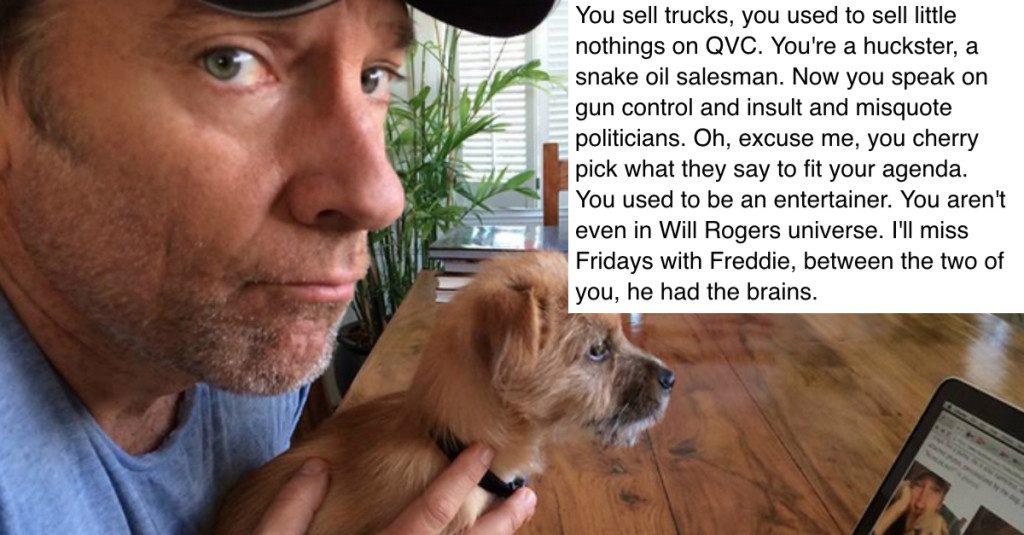 You sell trucks, you used to sell little
nothings on QVC. You're a huckster, a
snake oil salesman. Now you speak on
gun control and insult and misquote
politicians. Oh, excuse me, you cherry
pick what they say to fit your agenda.
You used to be an entertainer. You aren't
even in Will Rogers universe. I'll miss
Fridays with Freddie, between the two of
you, he had the brains.